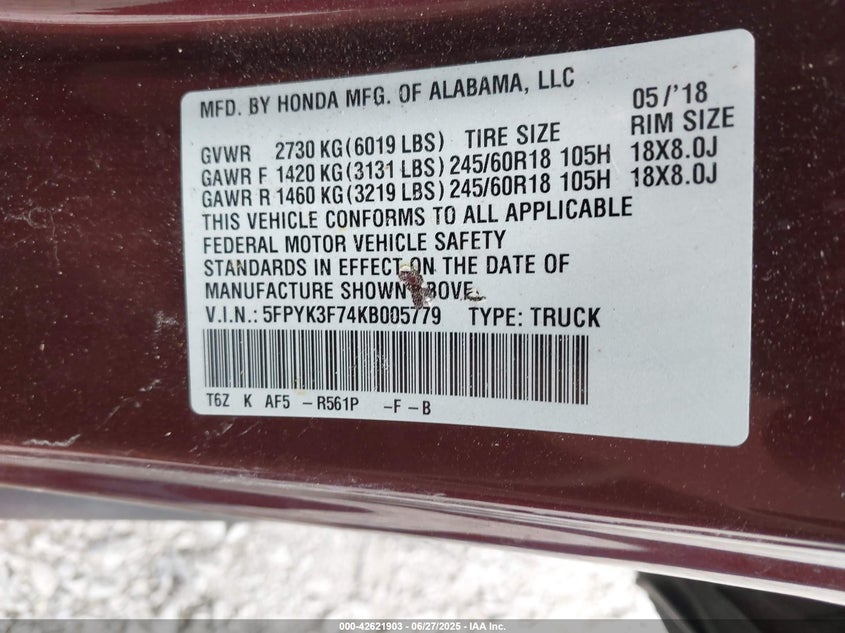 MFD. BY HONDA MFG. OF ALABAMA, LLC 05/'18
GVWR 2730 KG(6019 LBS) TIRE SIZE RIM SIZE
GAWR F 1420 KG(3131 LBS) 245/60R18 105H 18X8.0J
GAWR R 1460 KG(3219 LBS) 245/60R18 105H 18X8.0J
THIS VEHICLE CONFORMS TO ALL APPLICABLE
FEDERAL MOTOR VEHICLE SAFETY
STANDARDS IN EFFECT ON THE DATE OF
MANUFACTURE SHOWN ABOVE.
V.I.N.: 5FPYK3F74KB005779 TYPE: TRUCK
T6Z K AF5 -R561P -F-B
000-42621903 - 06/27/2025 - IAA Inc.